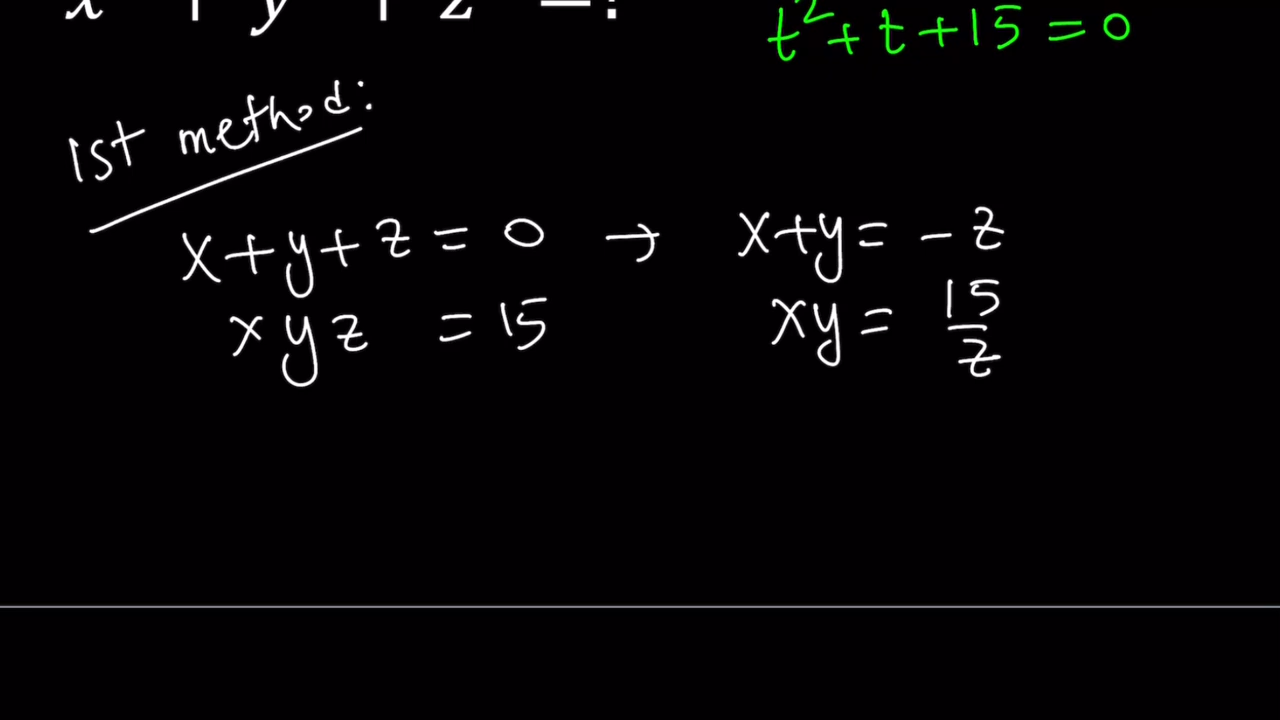 x + y + z = ?
t² + t + 15 = 0
1st method:
x + y + z = 0 → x + y = - z
xyz = 15 xy = 15/z